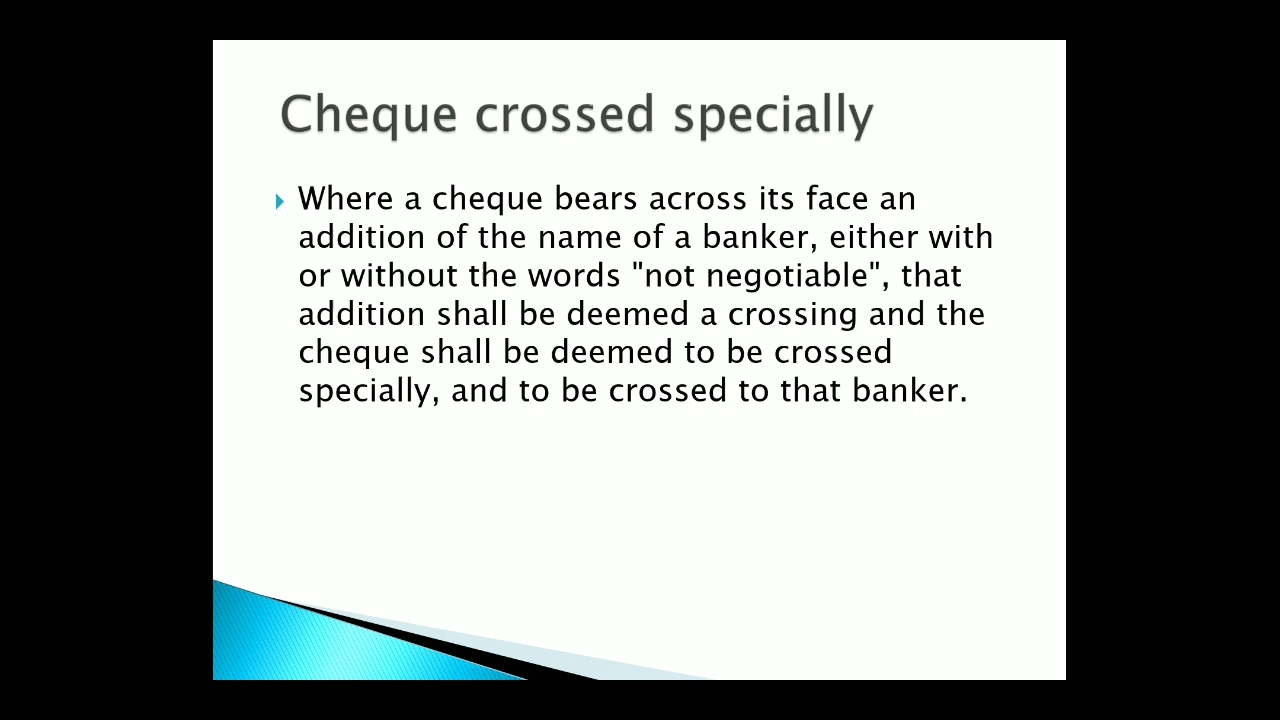 Cheque crossed specially
Where a cheque bears across its face an
addition of the name of a banker, either with
or without the words "not negotiable", that
addition shall be deemed a crossing and the
cheque shall be deemed to be crossed
specially, and to be crossed to that banker.